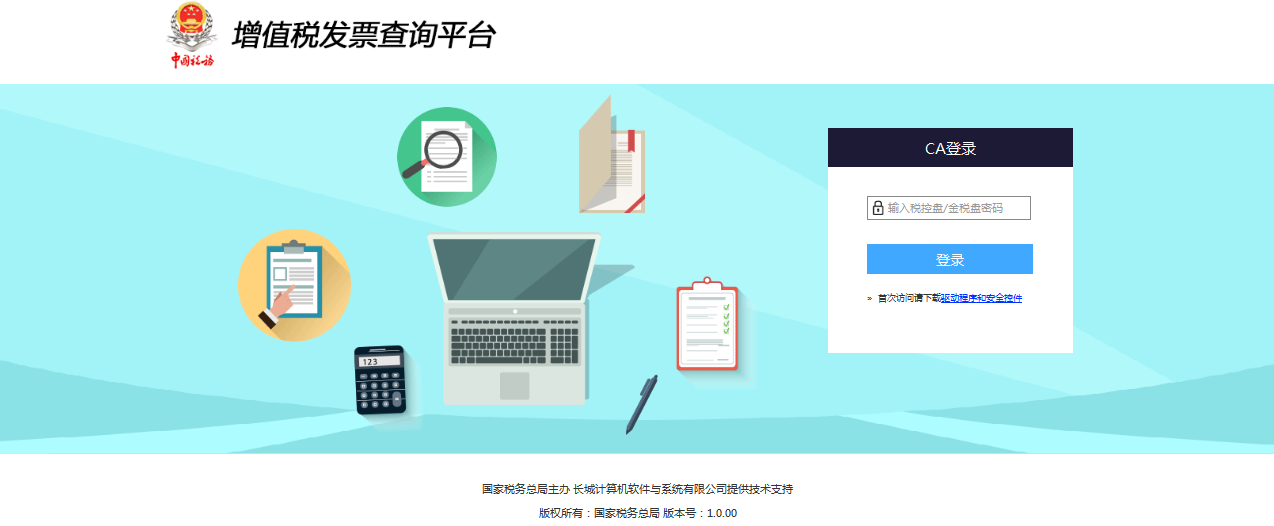 中国税务
增值税发票查询平台
CA登录
输入税控盘/金税盘密码
登录
» 首次访问请下载驱动程序和安全控件
123
国家税务总局主办 长城计算机软件与系统有限公司提供技术支持
版权所有：国家税务总局 版本号：1.0.00